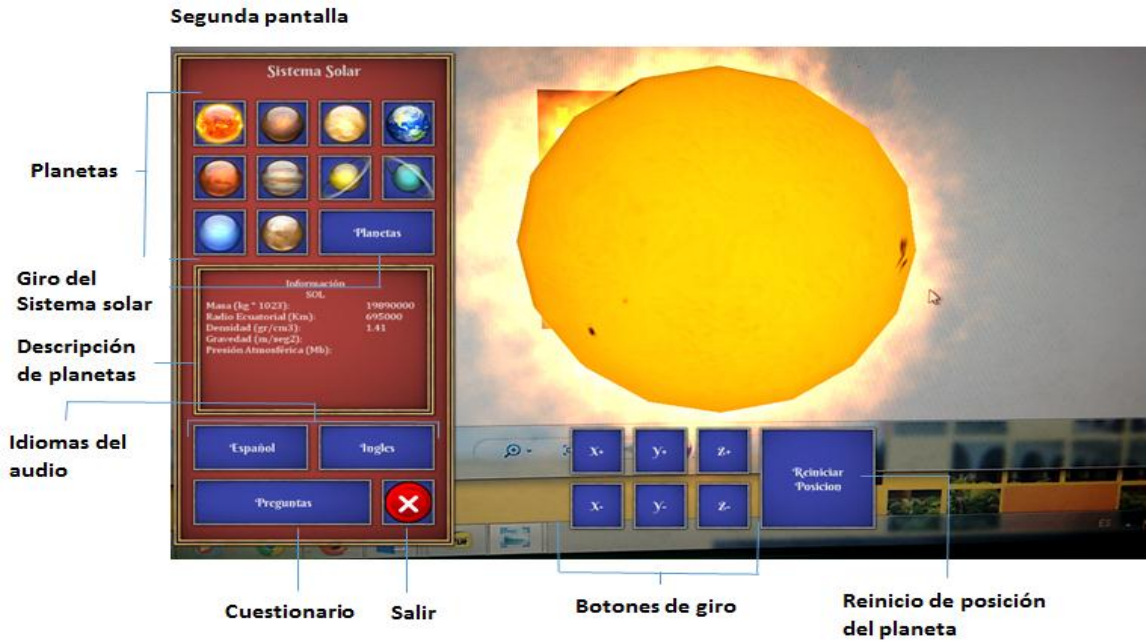 Segunda pantalla
Sistema Solar
Planetas
Planetas
Giro del
Sistema solar
Información
SOL
Masa (kg * 1023): 19890000
Radio Ecuatorial (Km): 695000
Densidad (gr/cm3): 1.41
Gravedad (m/seg2):
Presión Atmosférica (Mb):
Descripción
de planetas
Idiomas del
audio
Español
Ingles
X+
Y+
Z+
Reiniciar
Posicion
Preguntas
X-
Y-
Z-
Cuestionario
Salir
Botones de giro
Reinicio de posición
del planeta